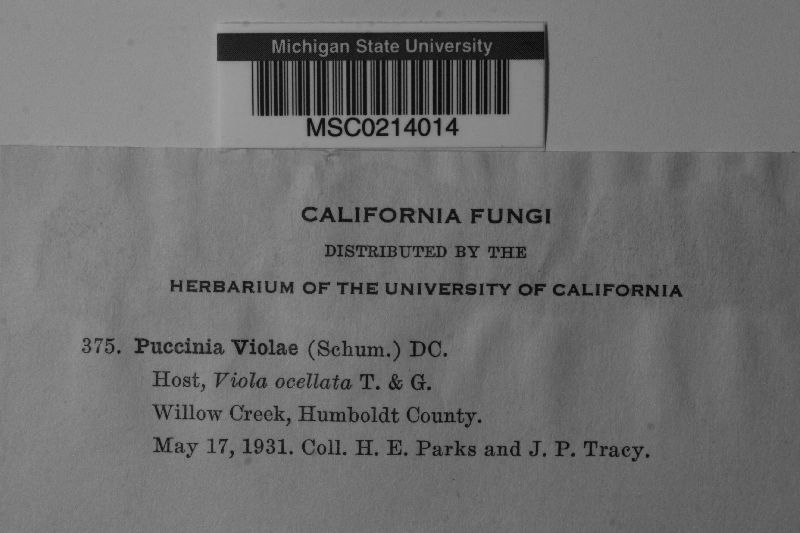 Michigan State University
MSC0214014
CALIFORNIA FUNGI
DISTRIBUTED BY THE
HERBARIUM OF THE UNIVERSITY OF CALIFORNIA
375. Puccinia Violae (Schum.) DC.
Host, Viola ocellata T. & G.
Willow Creek, Humboldt County.
May 17, 1931. Coll. H. E. Parks and J. P. Tracy.